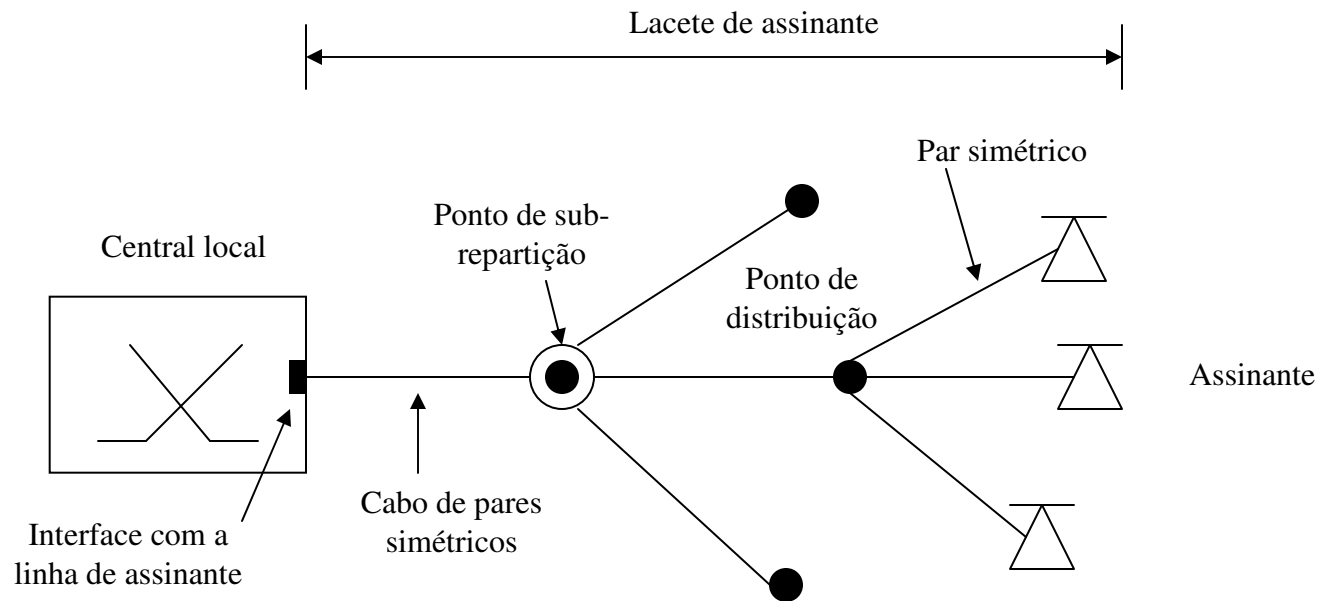 Lacete de assinante
Par simétrico
Ponto de sub-
repartição
Central local
Ponto de
distribuição
Assinante
Cabo de pares
simétricos
Interface com a
linha de assinante